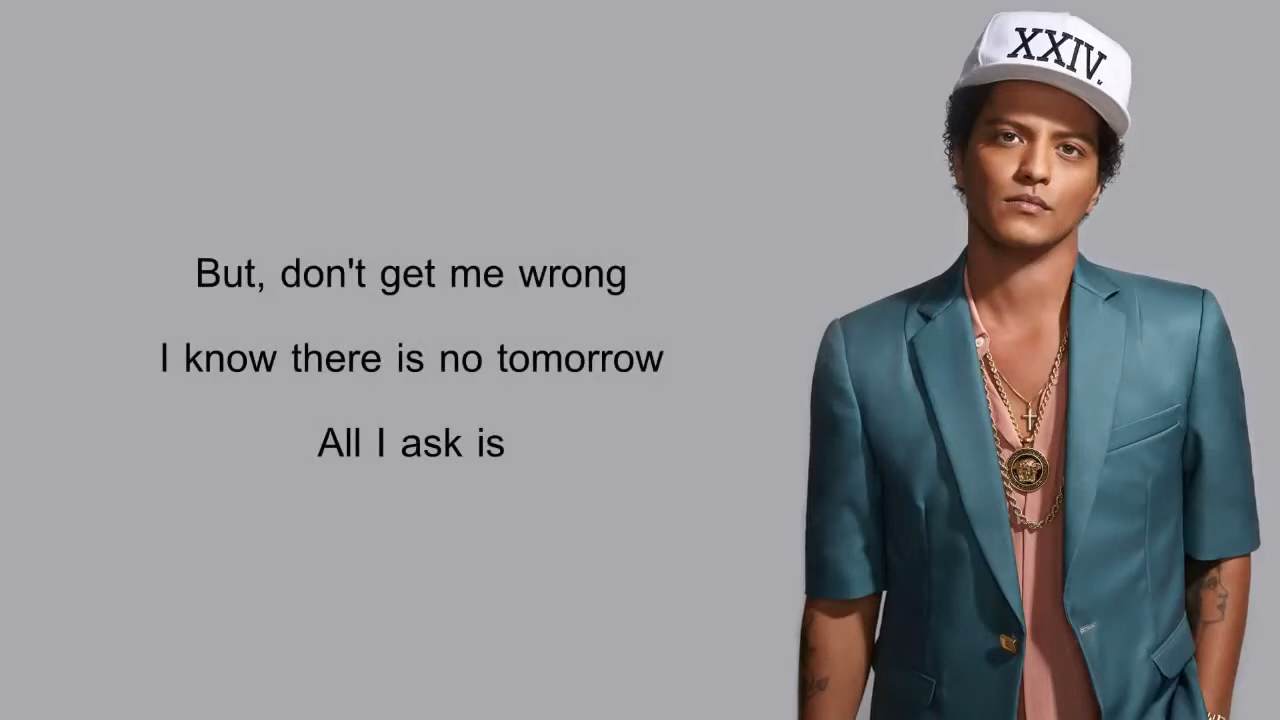 XXIV.
But, don't get me wrong
I know there is no tomorrow
All I ask is